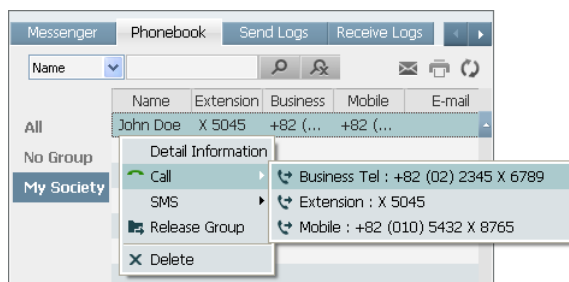 Messenger Phonebook Send Logs Receive Logs
Name
Name Extension Business Mobile E-mail
All
John Doe X 5045 +82 (... +82 (...
No Group
My Society
Detail Information
Call
SMS
Release Group
Delete
Business Tel : +82 (02) 2345 X 6789
Extension : X 5045
Mobile : +82 (010) 5432 X 8765